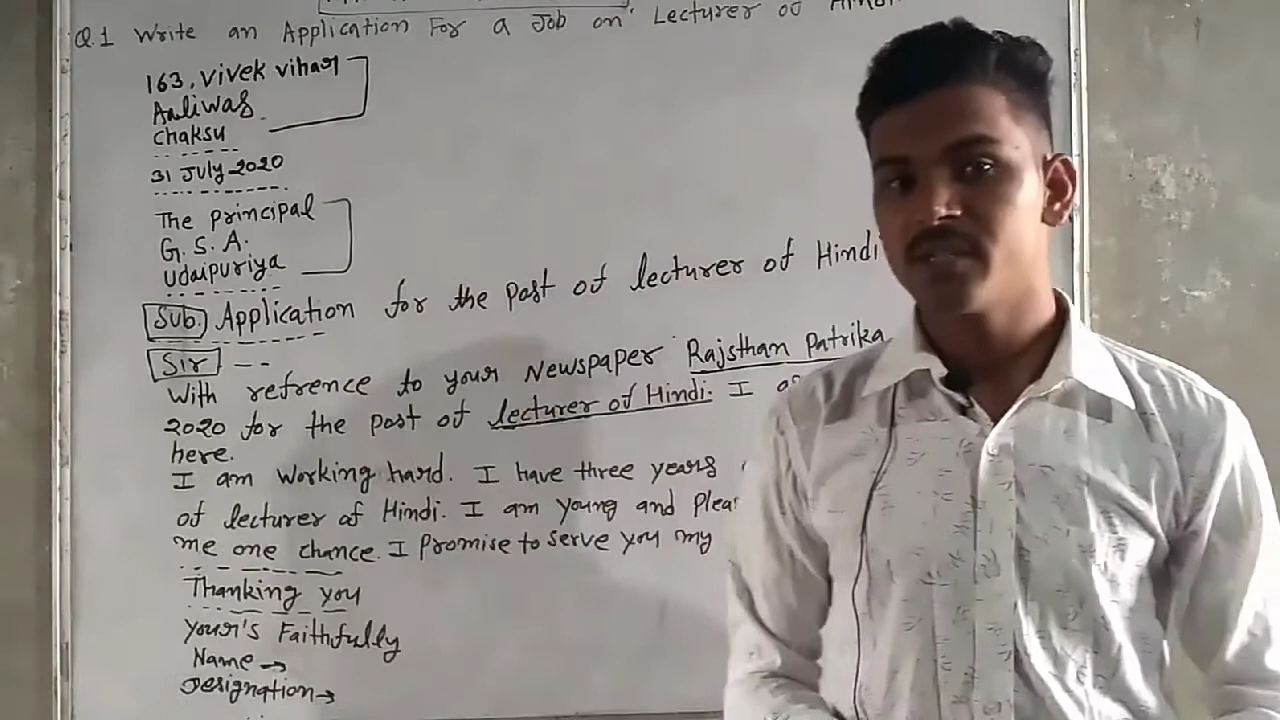 Q.1 Write an Application For a Job on Lecturer of Hindi
163, Vivek vihar
Aaliwas
Chaksu
31 July 2020
The principal
G. S. A.
Udaipuriya
Sub. Application for the post of lecturer of Hindi
Sir
With refrence to your Newspaper Rajsthan Patrika
2020 for the post of lecturer of Hindi. I
here.
I am working hard. I have three years
of lecturer of Hindi. I am young and
me one chance. I promise to serve you my
Thanking you
your's Faithfully
Name →
Designation →